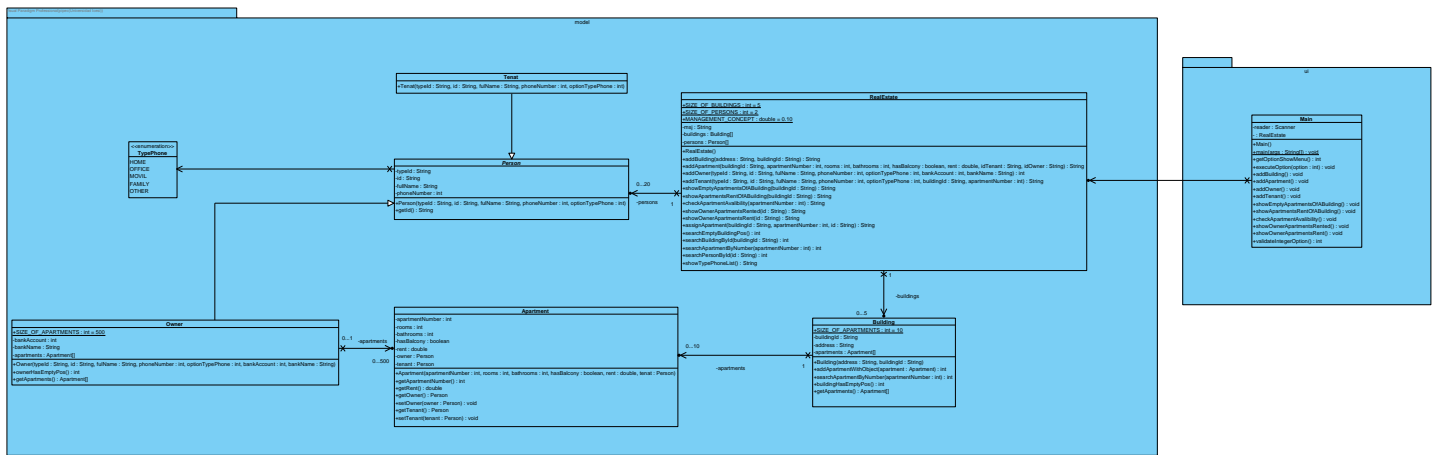 model
ui
Tenat
+Tenat(typeId : String, id : String, fulName : String, phoneNumber : int, optionTypePhone : int)
<<enumeration>>
TypePhone
HOME
OFFICE
MOVIL
FAMILY
OTHER
Person
-typeId : String
-id : String
-fullName : String
-phoneNumber : int
+Person(typeId : String, id : String, fullName : String, phoneNumber : int, optionTypePhone : int)
+getId() : String
0...20
-persons
1
RealEstate
+SIZE_OF_BUILDINGS : int = 5
+SIZE_OF_PERSONS : int = 2
+MANAGEMENT_CONCEPT : double = 0.10
-msj : String
-buildings : Building[]
-persons : Person[]
+RealEstate()
+addBuilding(address : String, buildingId : String) : String
+addApartment(buildingId : String, apartmentNumber : int, rooms : int, bathrooms : int, hasBalcony : boolean, rent : double, idTenant : String, idOwner : String) : String
+addOwner(typeId : String, id : String, fullName : String, phoneNumber : int, optionTypePhone : int, bankAccount : int, bankName : String) : int
+addTenant(typeId : String, id : String, fullName : String, phoneNumber : int, optionTypePhone : int, buildingId : String, apartmentNumber : int) : String
+showEmptyApartmentsOfABuilding(buildingId : String) : String
+showApartmentsRentOfABuilding(buildingId : String) : String
+checkApartmentAvailbility(apartmentNumber : int) : String
+showOwnerApartmentsRented(id : String) : String
+showOwnerApartmentsRent(id : String) : String
+assignApartment(buildingId : String, apartmentNumber : int, id : String) : String
+searchEmptyBuildingPos() : int
+searchBuildingById(buildingId : String) : int
+searchApartmentByNumber(apartmentNumber : int) : int
+searchPersonById(id : String) : int
+showTypePhoneList() : String
Main
-reader : Scanner
- : RealEstate
+Main()
+main(args : String[]) : void
+getOptionShowMenu() : int
+executeOption(option : int) : void
+addBuilding() : void
+addApartment() : void
+addOwner() : void
+addTenant() : void
+showEmptyApartmentsOfABuilding() : void
+showApartmentsRentOfABuilding() : void
+checkApartmentAvailbility() : void
+showOwnerApartmentsRented() : void
+showOwnerApartmentsRent() : void
+validateIntegerOption() : int
1
-buildings
0...5
Owner
+SIZE_OF_APARTMENTS : int = 500
-bankAccount : int
-bankName : String
-apartments : Apartment[]
+Owner(typeId : String, id : String, fulName : String, phoneNumber : int, optionTypePhone : int, bankAccount : int, bankName : String)
+ownerHasEmptyPos() : int
+getApartments() : Apartment[]
0...1
-apartments
0...500
Apartment
-apartmentNumber : int
-rooms : int
-bathrooms : int
-hasBalcony : boolean
-rent : double
-owner : Person
-tenant : Person
+Apartment(apartmentNumber : int, rooms : int, bathrooms : int, hasBalcony : boolean, rent : double, tenat : Person)
+getApartmentNumber() : int
+getRent() : double
+getOwner() : Person
+setOwner(owner : Person) : void
+getTenant() : Person
+setTenant(tenant : Person) : void
0...10
-apartments
1
Building
+SIZE_OF_APARTMENTS : int = 10
-buildingId : String
-address : String
-apartments : Apartment[]
+Building(address : String, buildingId : String)
+addApartmentWithObject(apartment : Apartment) : int
+searchApartmentByNumber(apartmentNumber : int) : int
+buildingHasEmptyPos() : int
+getApartments() : Apartment[]